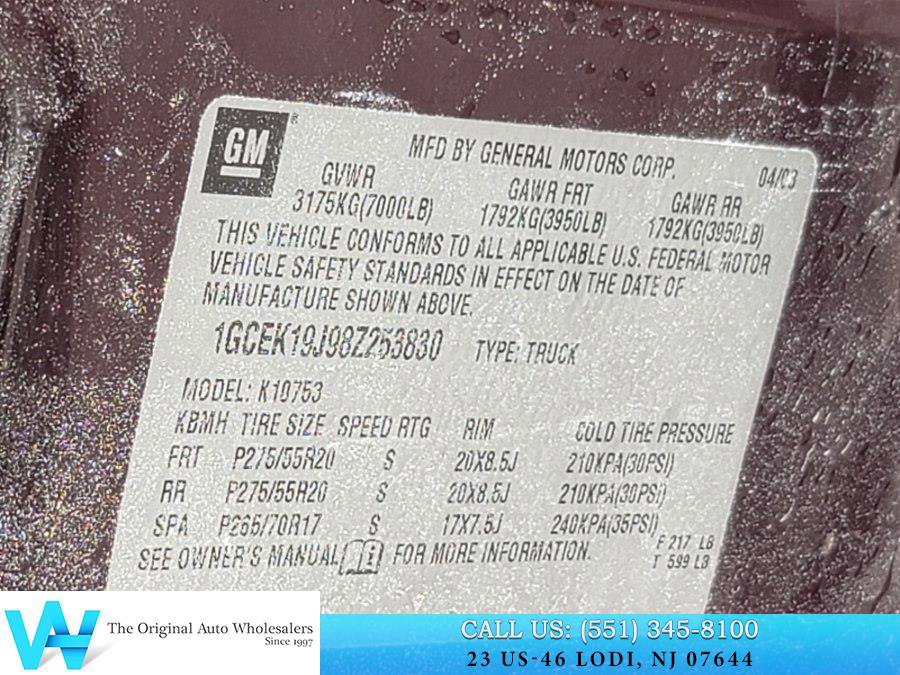 GM
MFD BY GENERAL MOTORS CORP. 04/03
GVWR GAWR FRT GAWR RR
3175KG(7000LB) 1792KG(3950LB) 1792KG(3950LB)
THIS VEHICLE CONFORMS TO ALL APPLICABLE U.S. FEDERAL MOTOR
VEHICLE SAFETY STANDARDS IN EFFECT ON THE DATE OF
MANUFACTURE SHOWN ABOVE.
1GCEK19J98Z253830 TYPE: TRUCK
MODEL: K10753
KBMH TIRE SIZE SPEED RTG RIM COLD TIRE PRESSURE
FRT P275/55R20 S 20X8.5J 210KPA(30PSI)
RR P275/55R20 S 20X8.5J 210KPA(30PSI)
SPA P265/70R17 S 17X7.5J 240KPA(35PSI)
F 217 LB
SEE OWNER'S MANUAL FOR MORE INFORMATION.
T 599 LB
The Original Auto Wholesalers
Since 1997
CALL US: (551) 345-8100
23 US-46 LODI, NJ 07644